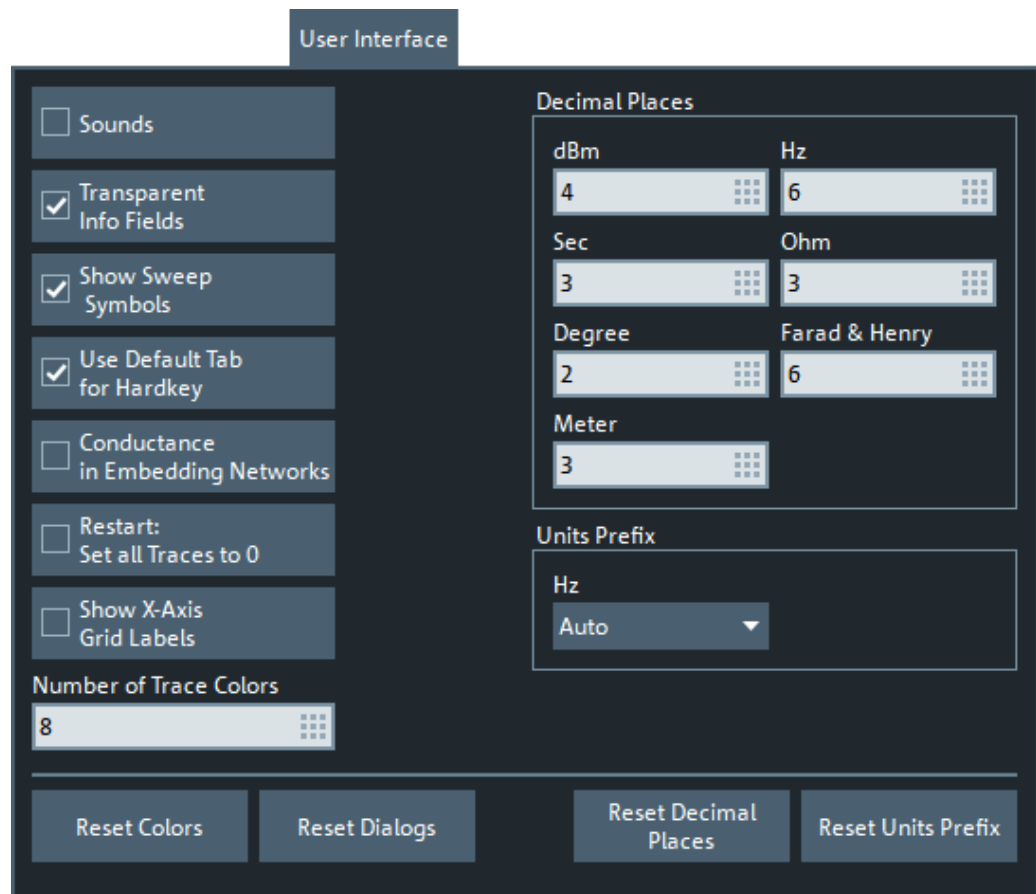 User Interface
Sounds
Transparent
Info Fields
Show Sweep
Symbols
Use Default Tab
for Hardkey
Conductance
in Embedding Networks
Restart:
Set all Traces to 0
Show X-Axis
Grid Labels
Number of Trace Colors
8
Decimal Places
dBm
Hz
4
6
Sec
Ohm
3
3
Degree
Farad & Henry
2
6
Meter
3
Units Prefix
Hz
Auto
Reset Colors
Reset Dialogs
Reset Decimal
Places
Reset Units Prefix